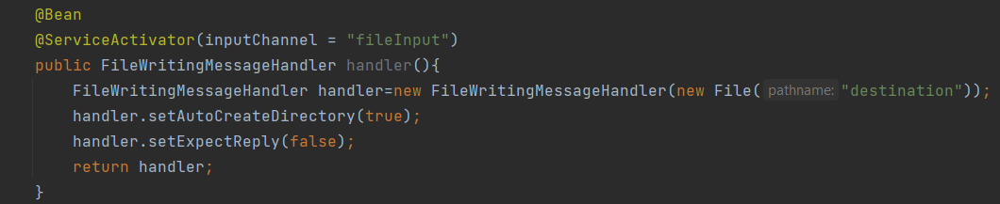 @Bean
@ServiceActivator(inputChannel = "fileInput")
public FileWritingMessageHandler handler(){
FileWritingMessageHandler handler=new FileWritingMessageHandler(new File( pathname: "destination"));
handler.setAutoCreateDirectory(true);
handler.setExpectReply(false);
return handler;
}